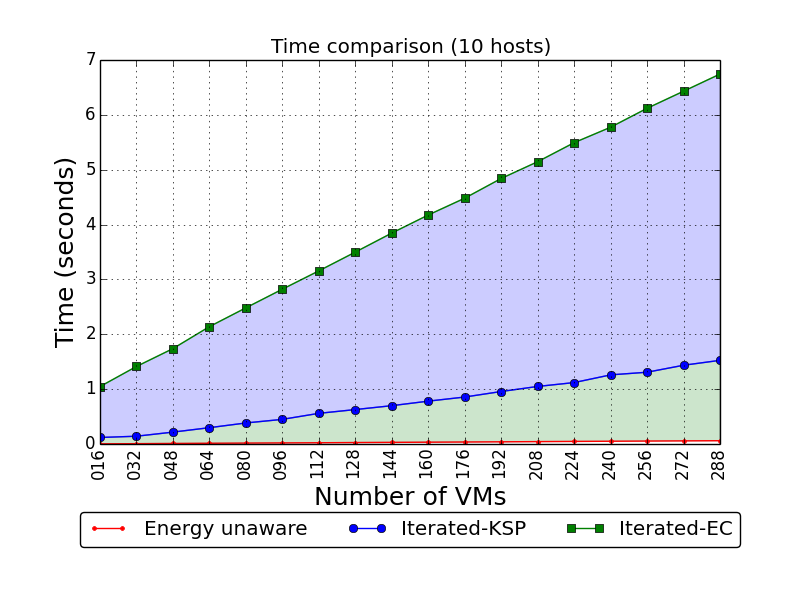 Time comparison (10 hosts)
7
6
5
4
3
2
1
0
Time (seconds)
016 032 048 064 080 096 112 128 144 160 176 192 208 224 240 256 272 288
Number of VMs
Energy unaware Iterated-KSP Iterated-EC